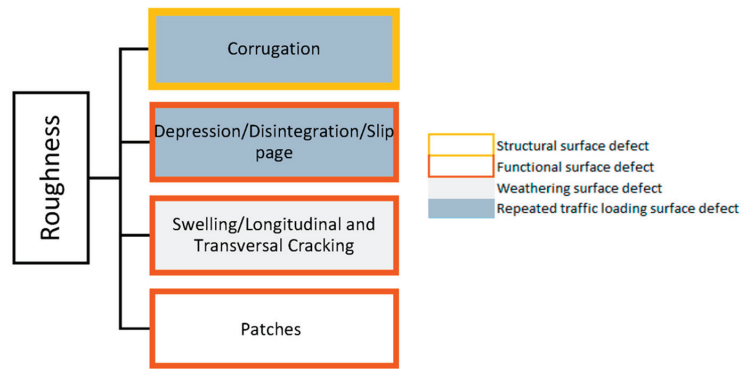 Roughness
Corrugation
Depression/Disintegration/Slip
page
Swelling/Longitudinal and
Transversal Cracking
Patches
Structural surface defect
Functional surface defect
Weathering surface defect
Repeated traffic loading surface defect